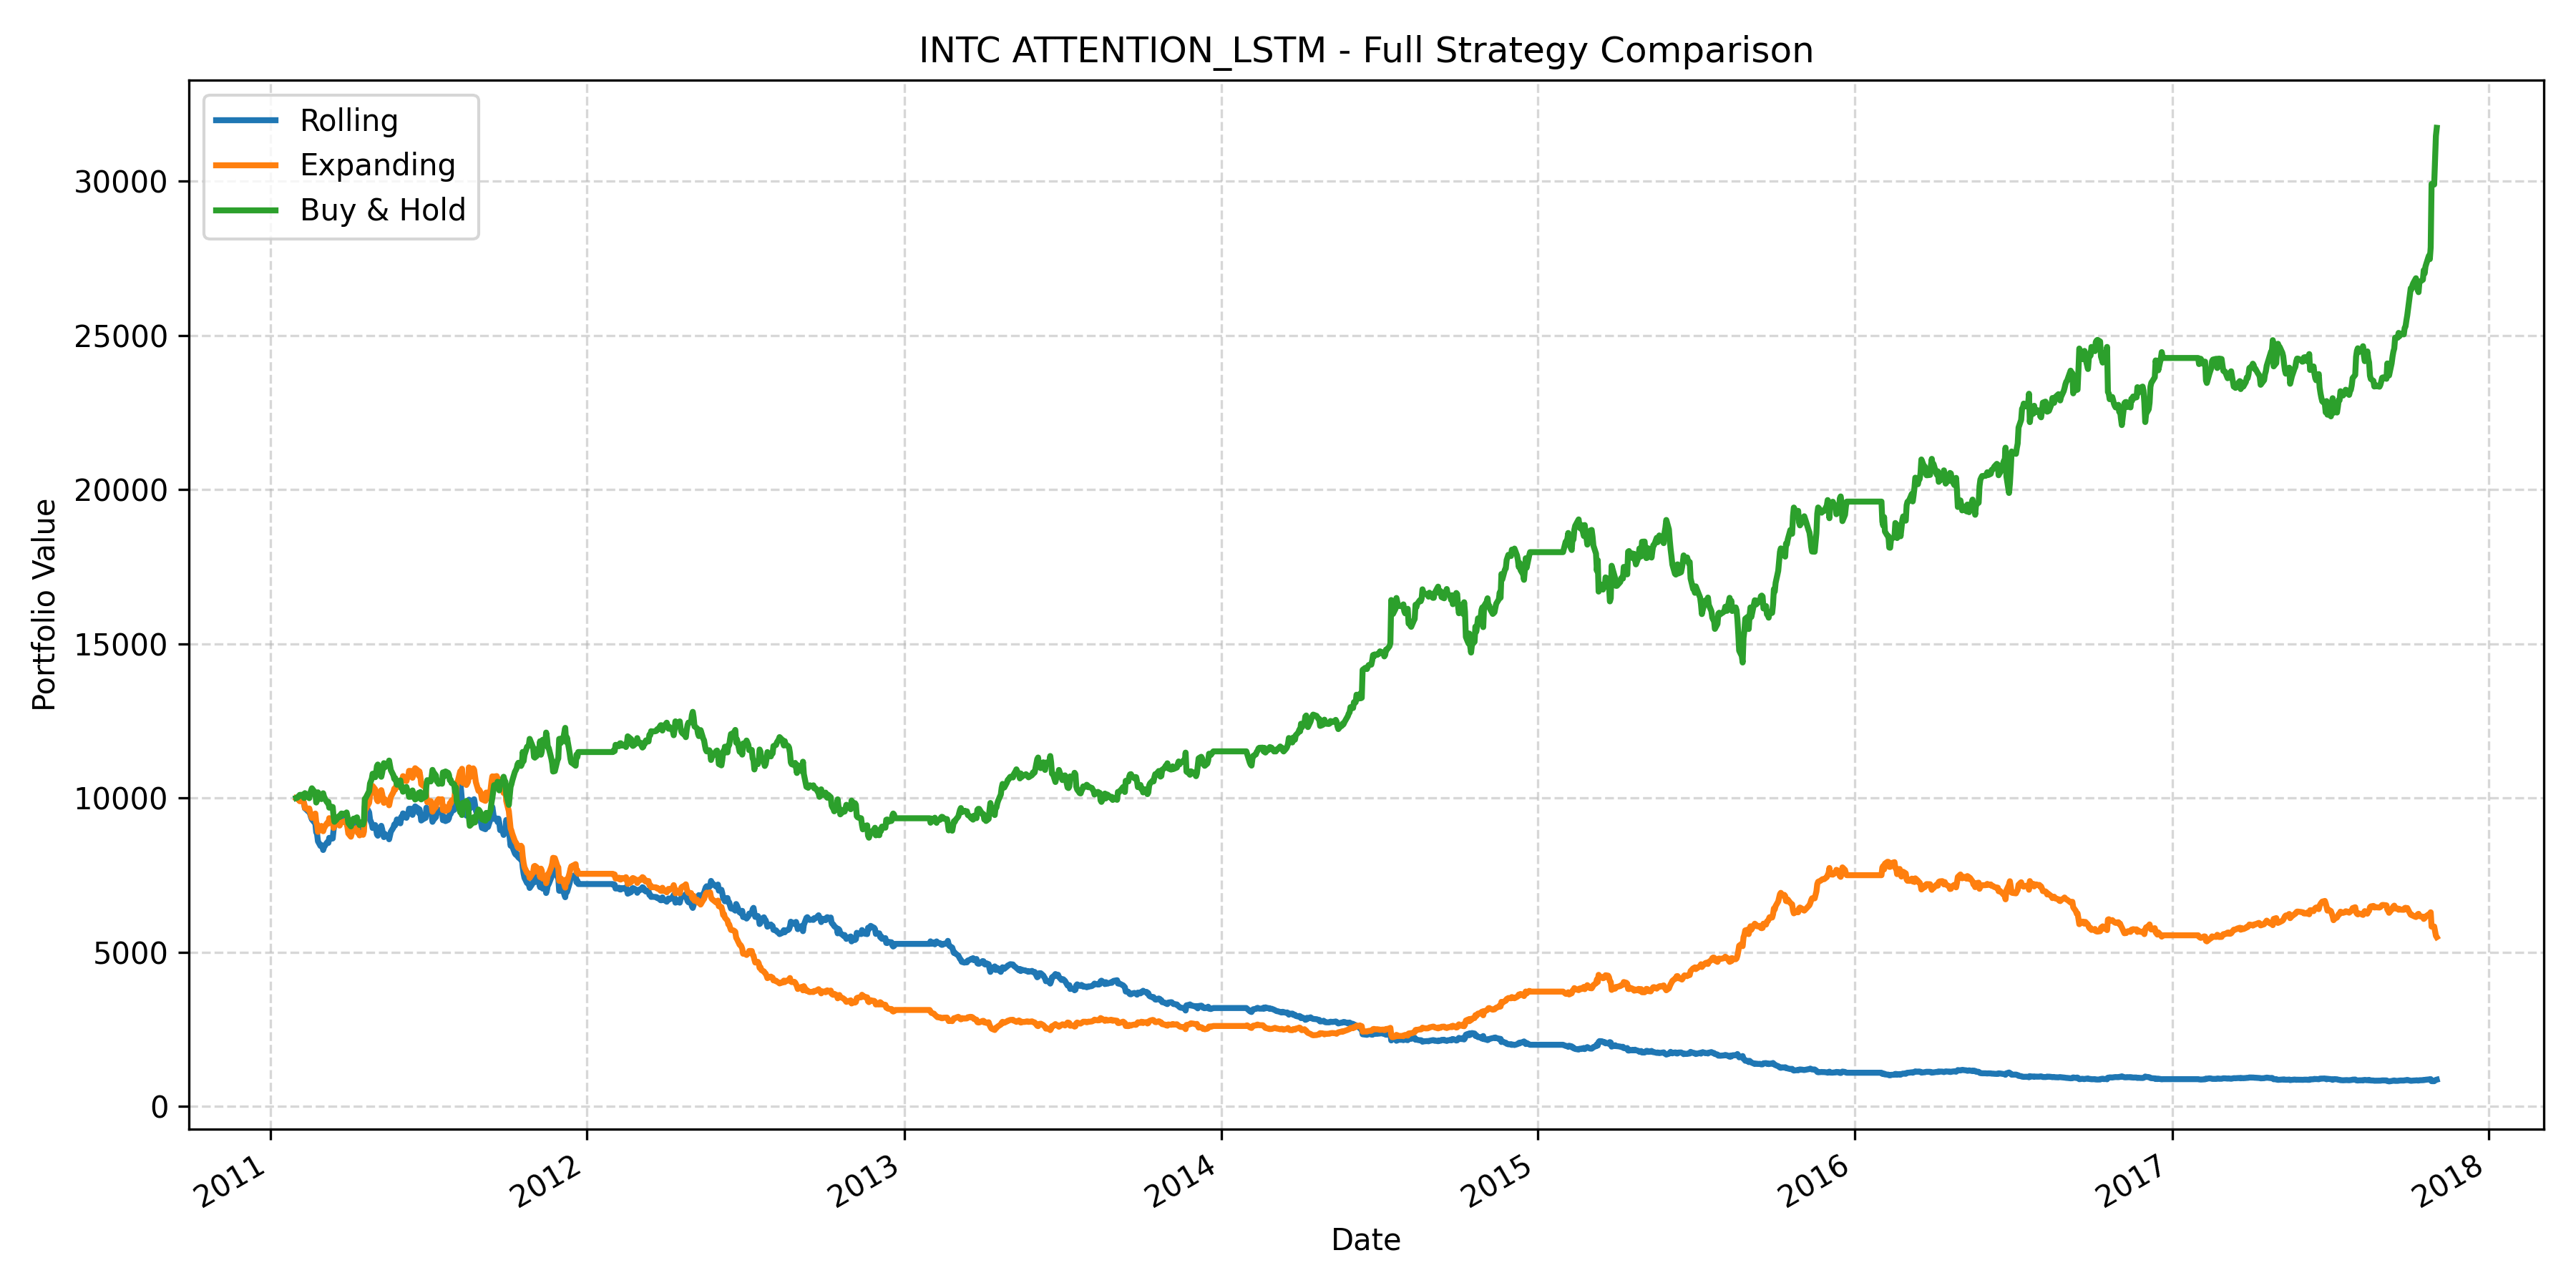 INTC ATTENTION_LSTM - Full Strategy Comparison
Rolling
Expanding
Buy & Hold
30000
25000
20000
15000
10000
5000
0
Portfolio Value
2011
2012
2013
2014
2015
2016
2017
2018
Date